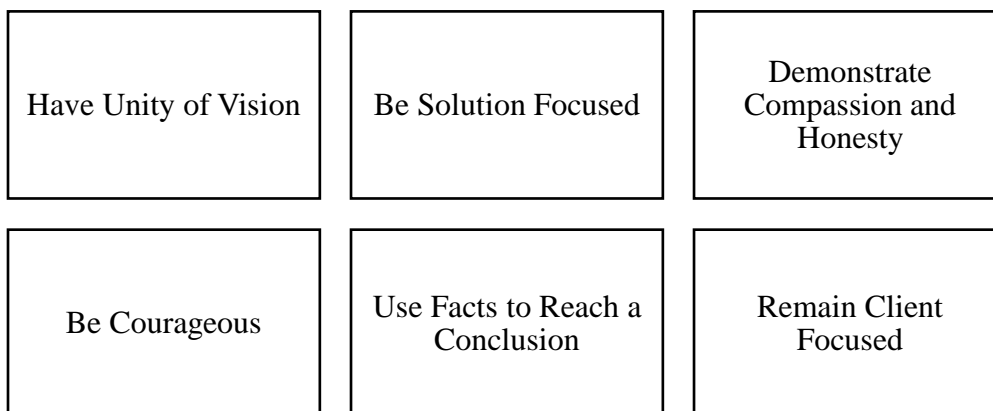 Have Unity of Vision
Be Solution Focused
Demonstrate
Compassion and
Honesty
Be Courageous
Use Facts to Reach a
Conclusion
Remain Client
Focused